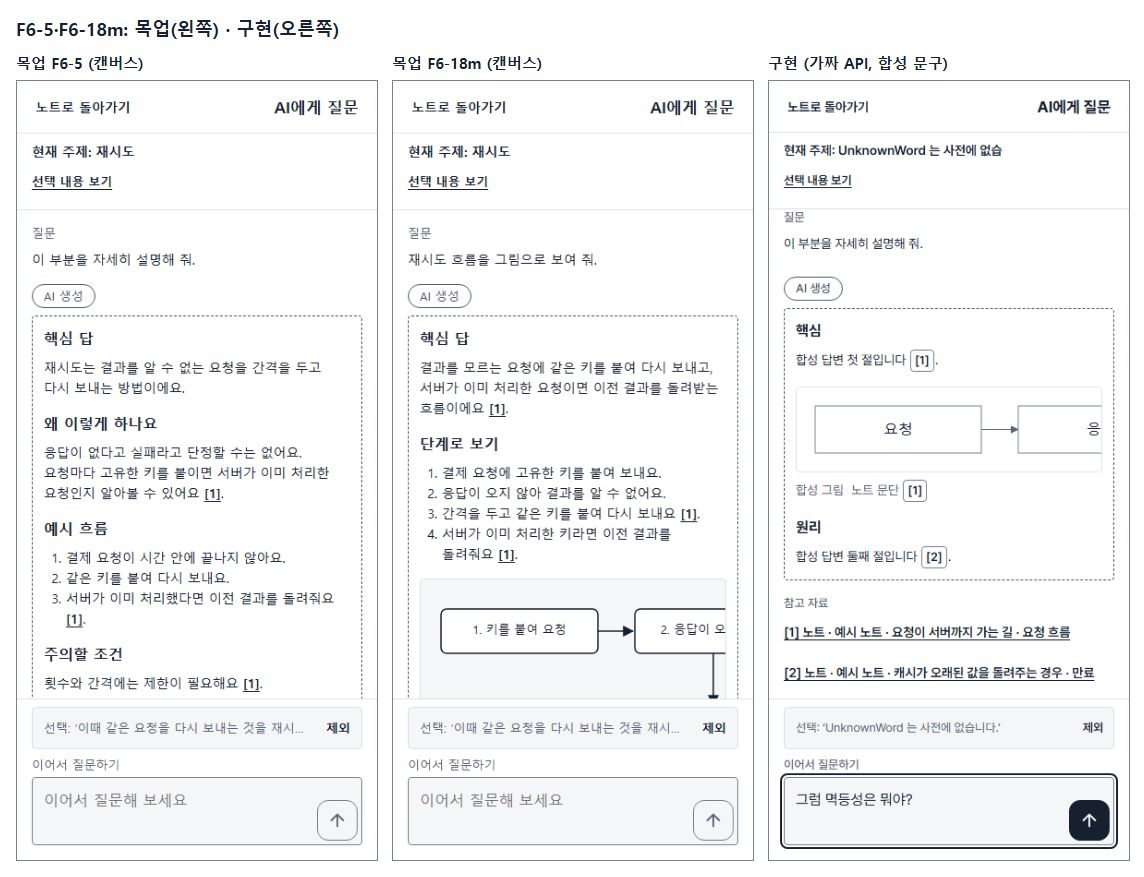 F6-5·F6-18m: 목업(왼쪽) · 구현(오른쪽)
목업 F6-5 (캔버스)
노트로 돌아가기
AI에게 질문
현재 주제: 재시도
선택 내용 보기
질문
이 부분을 자세히 설명해 줘.
AI 생성
핵심 답
재시도는 결과를 알 수 없는 요청을 간격을 두고
다시 보내는 방법이에요.
왜 이렇게 하나요
응답이 없다고 실패라고 단정할 수는 없어요.
요청마다 고유한 키를 붙이면 서버가 이미 처리한
요청인지 알아볼 수 있어요 [1].
예시 흐름
1. 결제 요청이 시간 안에 끝나지 않아요.
2. 같은 키를 붙여 다시 보내요.
3. 서버가 이미 처리했다면 이전 결과를 돌려줘요
[1].
주의할 조건
횟수와 간격에는 제한이 필요해요 [1].
선택: ‘이때 같은 요청을 다시 보내는 것을 재시...
제외
이어서 질문하기
이어서 질문해 보세요
목업 F6-18m (캔버스)
노트로 돌아가기
AI에게 질문
현재 주제: 재시도
선택 내용 보기
질문
재시도 흐름을 그림으로 보여 줘.
AI 생성
핵심 답
결과를 모르는 요청에 같은 키를 붙여 다시 보내고,
서버가 이미 처리한 요청이면 이전 결과를 돌려받는
흐름이에요 [1].
단계로 보기
1. 결제 요청에 고유한 키를 붙여 보내요.
2. 응답이 오지 않아 결과를 알 수 없어요.
3. 간격을 두고 같은 키를 붙여 다시 보내요 [1].
4. 서버가 이미 처리한 키라면 이전 결과를
돌려줘요 [1].
1. 키를 붙여 요청
2. 응답이 오
선택: ‘이때 같은 요청을 다시 보내는 것을 재시...
제외
이어서 질문하기
이어서 질문해 보세요
구현 (가짜 API, 합성 문구)
노트로 돌아가기
AI에게 질문
현재 주제: UnknownWord 는 사전에 없습
선택 내용 보기
질문
이 부분을 자세히 설명해 줘.
AI 생성
핵심
합성 답변 첫 절입니다 [1].
요청
응
합성 그림 노트 문단 [1]
원리
합성 답변 둘째 절입니다 [2].
참고 자료
[1] 노트 · 예시 노트 · 요청이 서버까지 가는 길 · 요청 흐름
[2] 노트 · 예시 노트 · 캐시가 오래된 값을 돌려주는 경우 · 만료
선택: ‘UnknownWord 는 사전에 없습니다.’
제외
이어서 질문하기
그럼 멱등성은 뭐야?